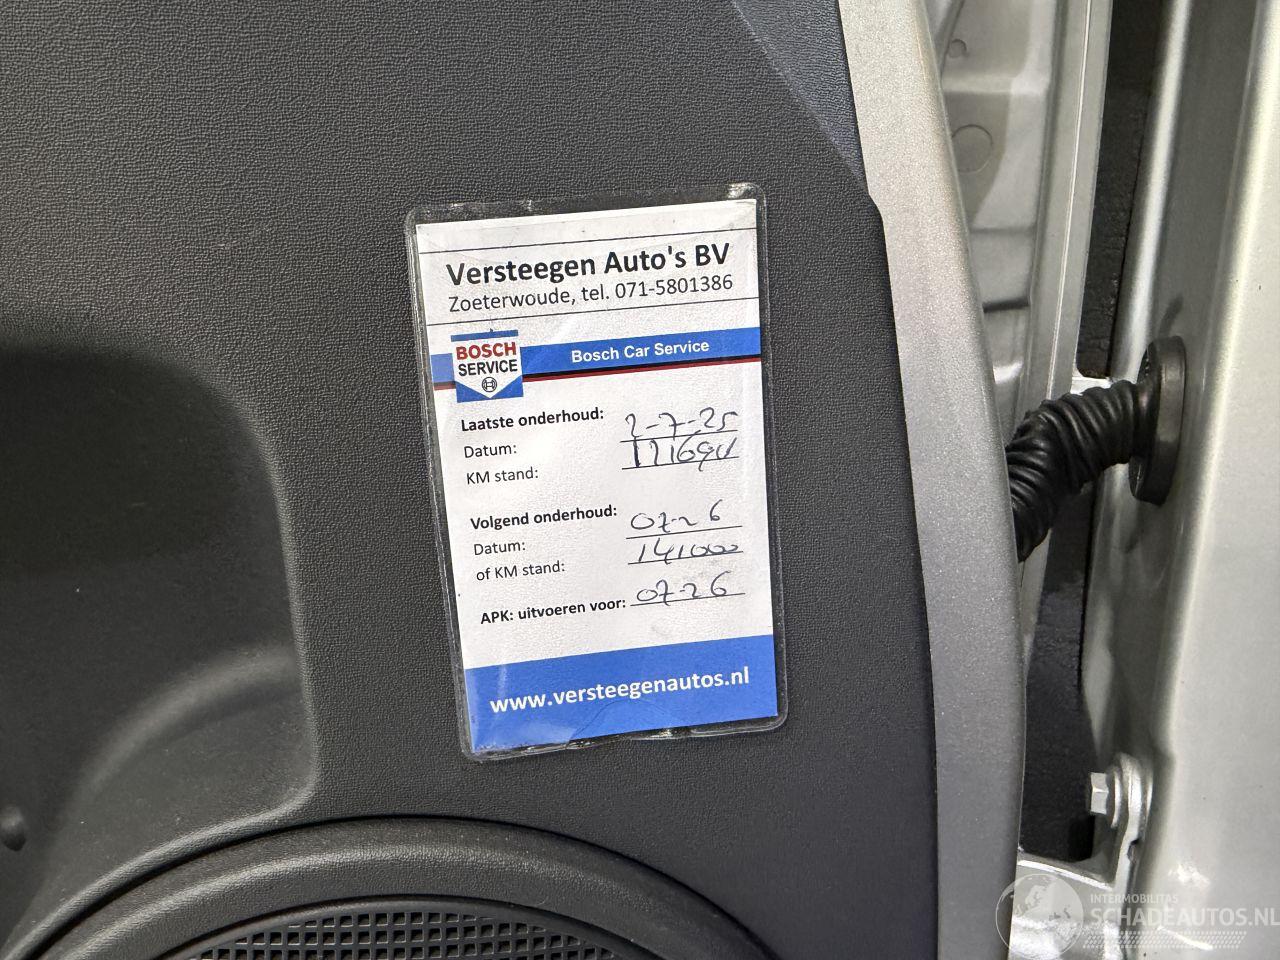 Versteegen Auto's BV
Zoeterwoude, tel. 071-5801386
BOSCH
SERVICE
Bosch Car Service
Laatste onderhoud:
Datum: 2-7-25
KM stand:
Volgend onderhoud:
Datum: 07-26
of KM stand: 141000
APK: uitvoeren voor: 07-26
www.versteegenautos.nl
INTERMOBILITAS
SCHADEAUTOS.NL